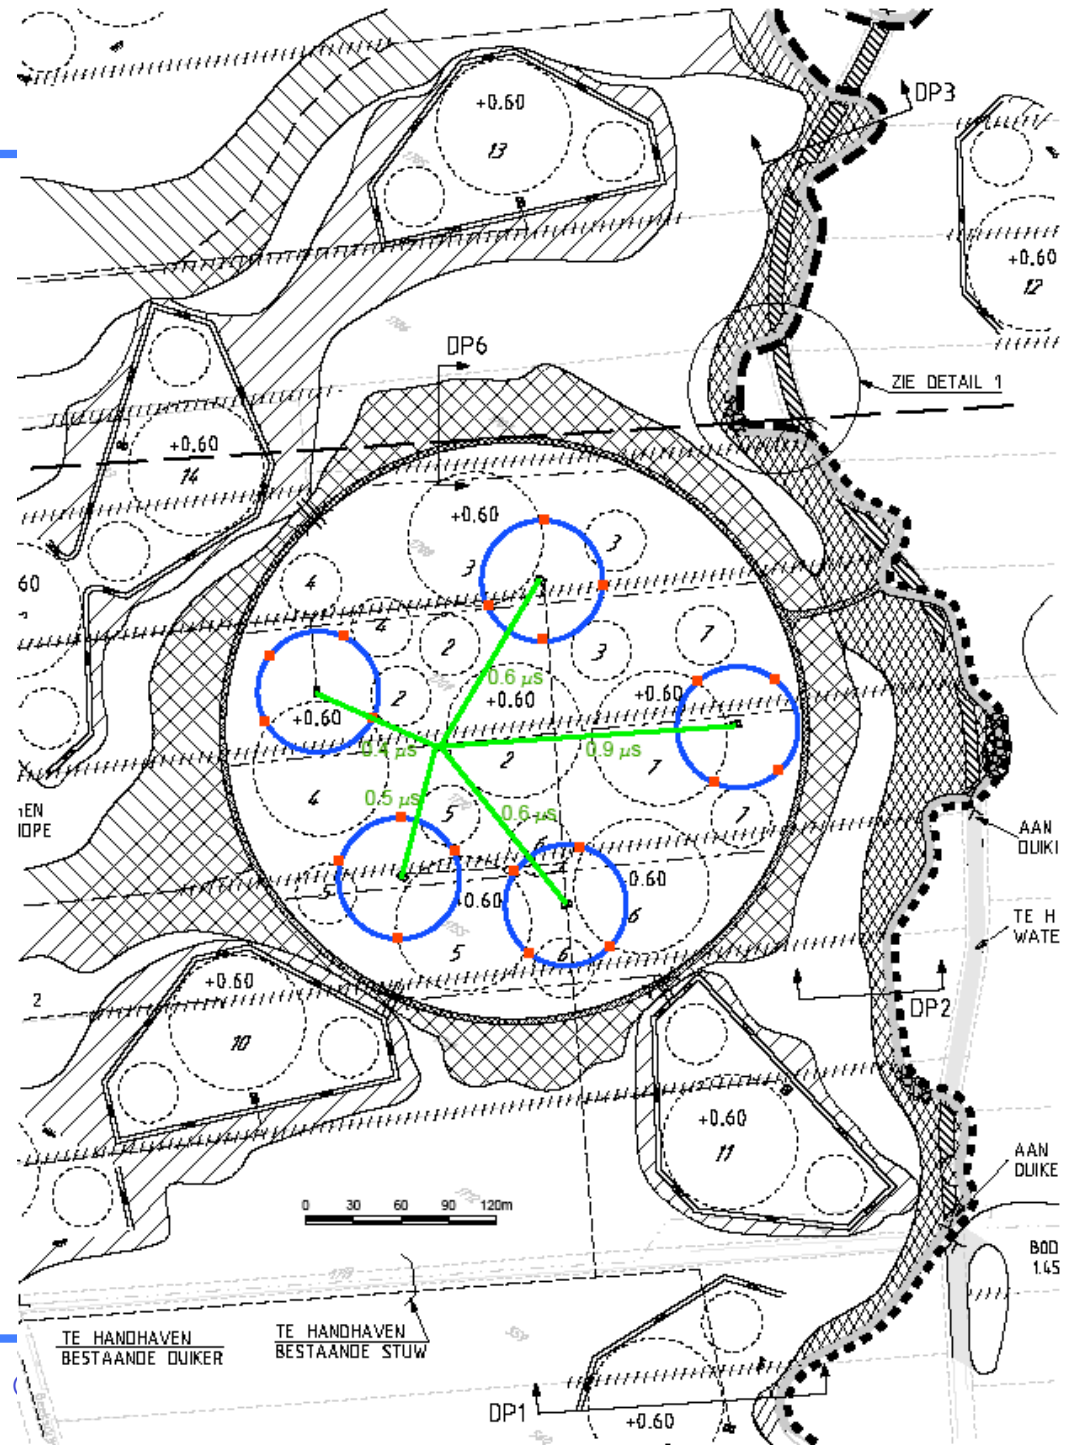 DP3
+0.60
13
+0.60
12
DP6
ZIE DETAIL 1
+0.60
14
+0.60
3
3
60
4
4
2
3
7
0.6 μs
2
+0.60
+0.60
+0.60
0.4 μs
2
0.9 μs
7
4
0.5 μs
5
0.6 μs
7
6
AAN
DUIKI
5
+0.60
0.60
6
TE H
WATE
5
6
+0.60
2
10
DP2
+0.60
11
AAN
DUIKE
0 30 60 90 120m
BOD
1.45
TE HANDHAVEN
BESTAANDE DUIKER
TE HANDHAVEN
BESTAANDE STUW
DP1
+0.60